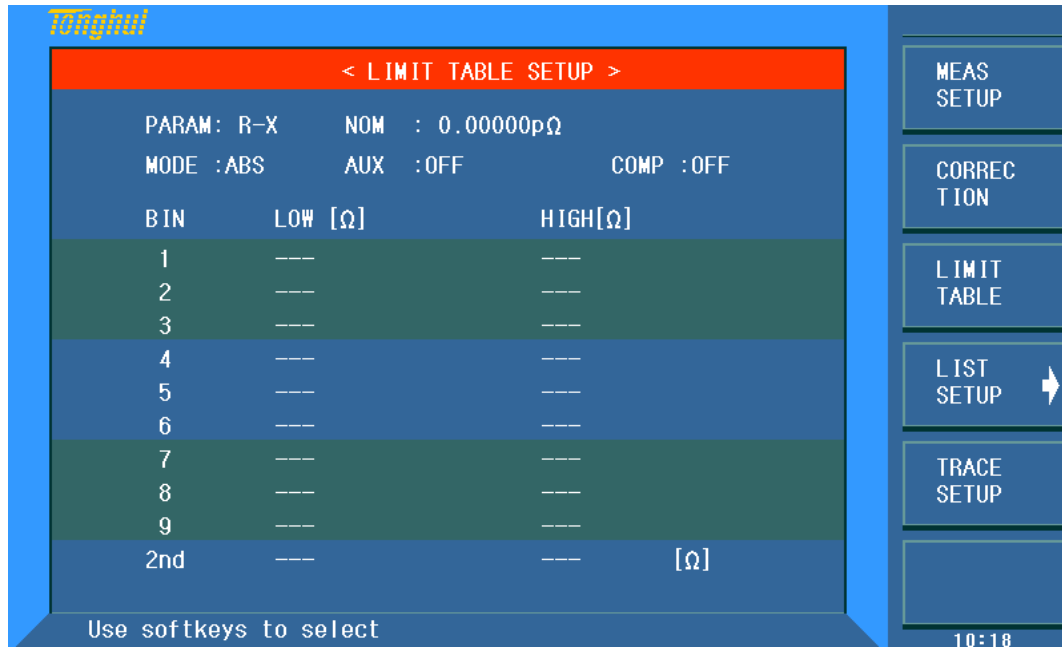 Tonghui
< LIMIT TABLE SETUP >
PARAM: R-X NOM : 0.00000pΩ
MODE :ABS AUX :OFF COMP :OFF
BIN LOW [Ω] HIGH[Ω]
1 --- ---
2 --- ---
3 --- ---
4 --- ---
5 --- ---
6 --- ---
7 --- ---
8 --- ---
9 --- ---
2nd --- --- [Ω]
Use softkeys to select
MEAS
SETUP
CORREC
TION
LIMIT
TABLE
LIST
SETUP
TRACE
SETUP
10:18